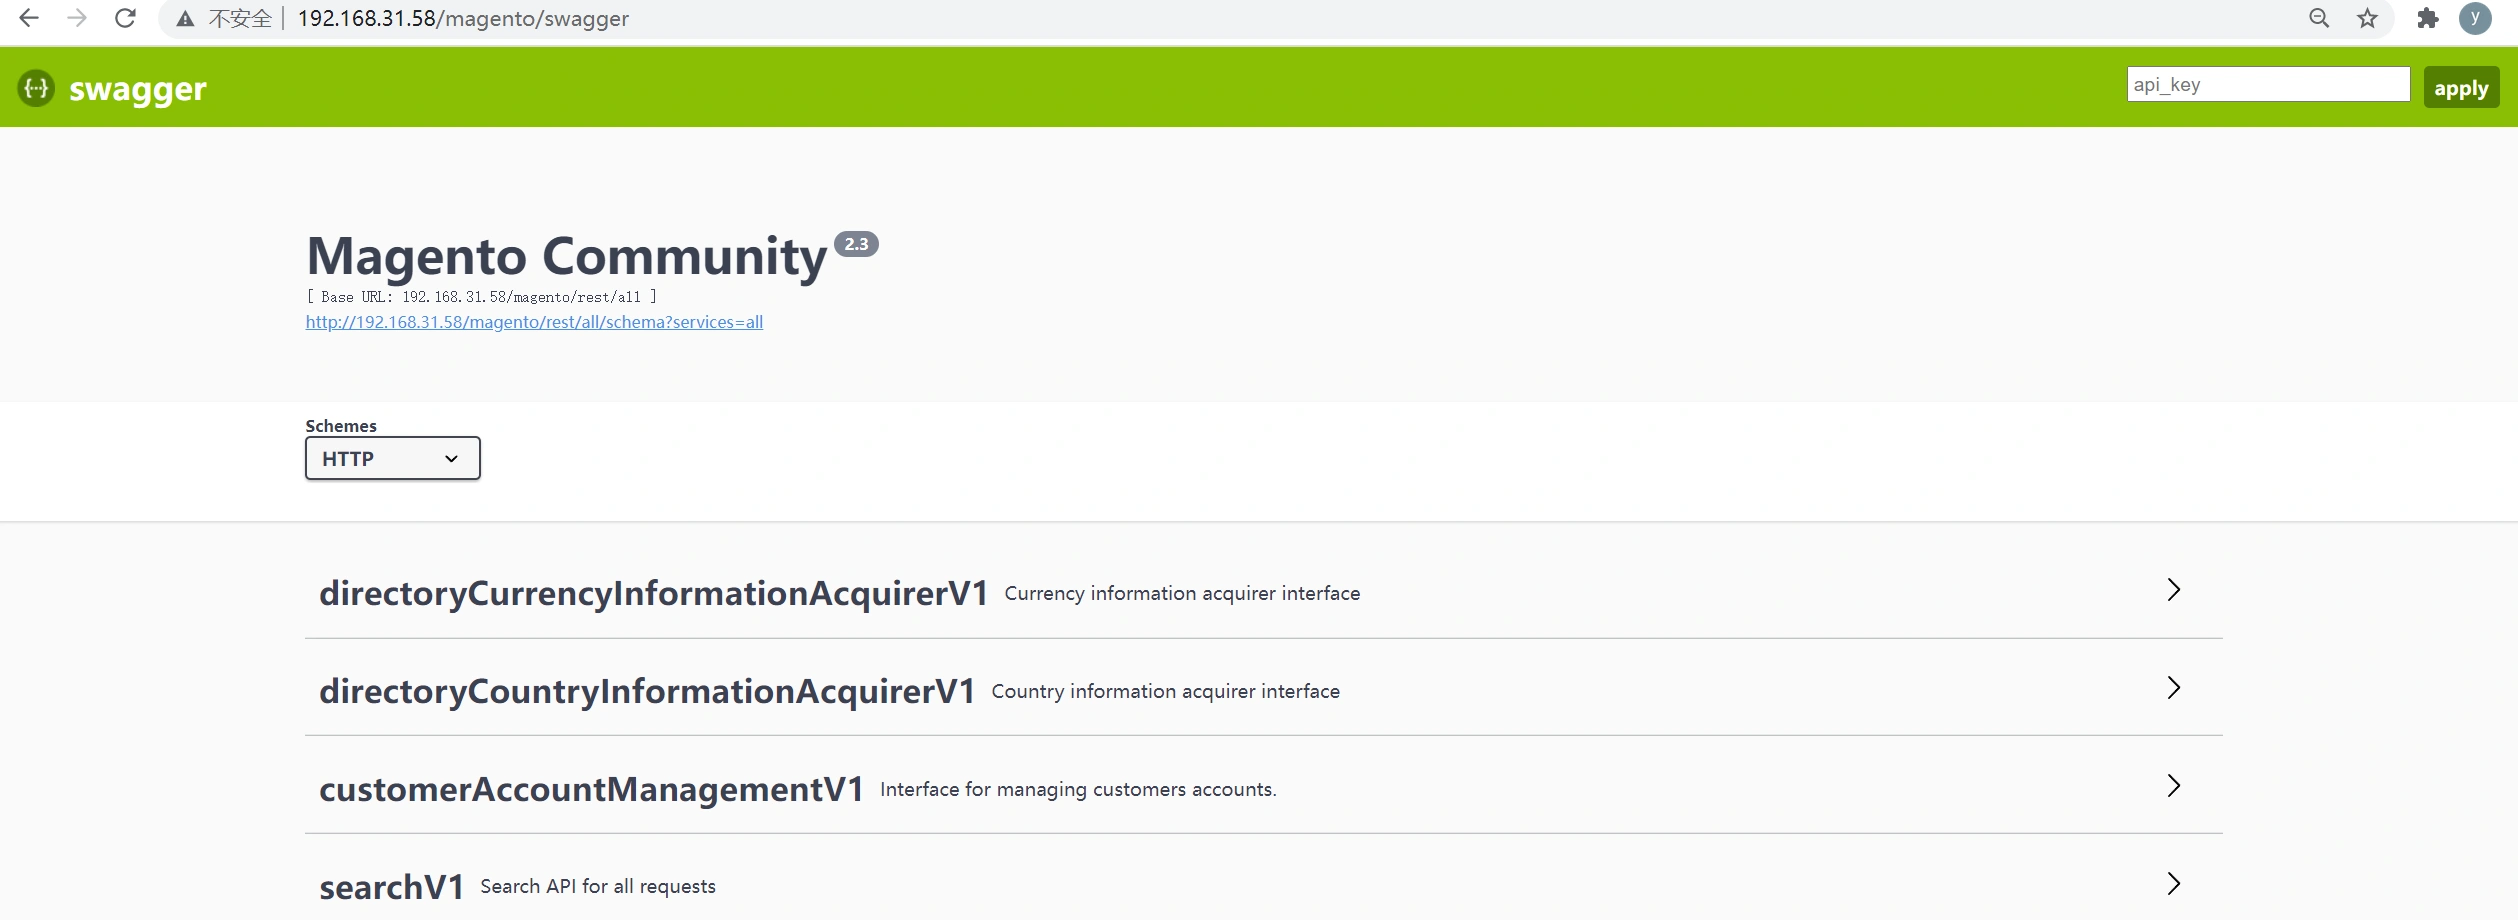 不安全 192.168.31.58/magento/swagger y
{··} swagger api_key apply
Magento Community 2.3
[ Base URL: 192.168.31.58/magento/rest/all ]
http://192.168.31.58/magento/rest/all/schema?services=all
Schemes
HTTP
directoryCurrencyInformationAcquirerV1 Currency information acquirer interface
directoryCountryInformationAcquirerV1 Country information acquirer interface
customerAccountManagementV1 Interface for managing customers accounts.
searchV1 Search API for all requests